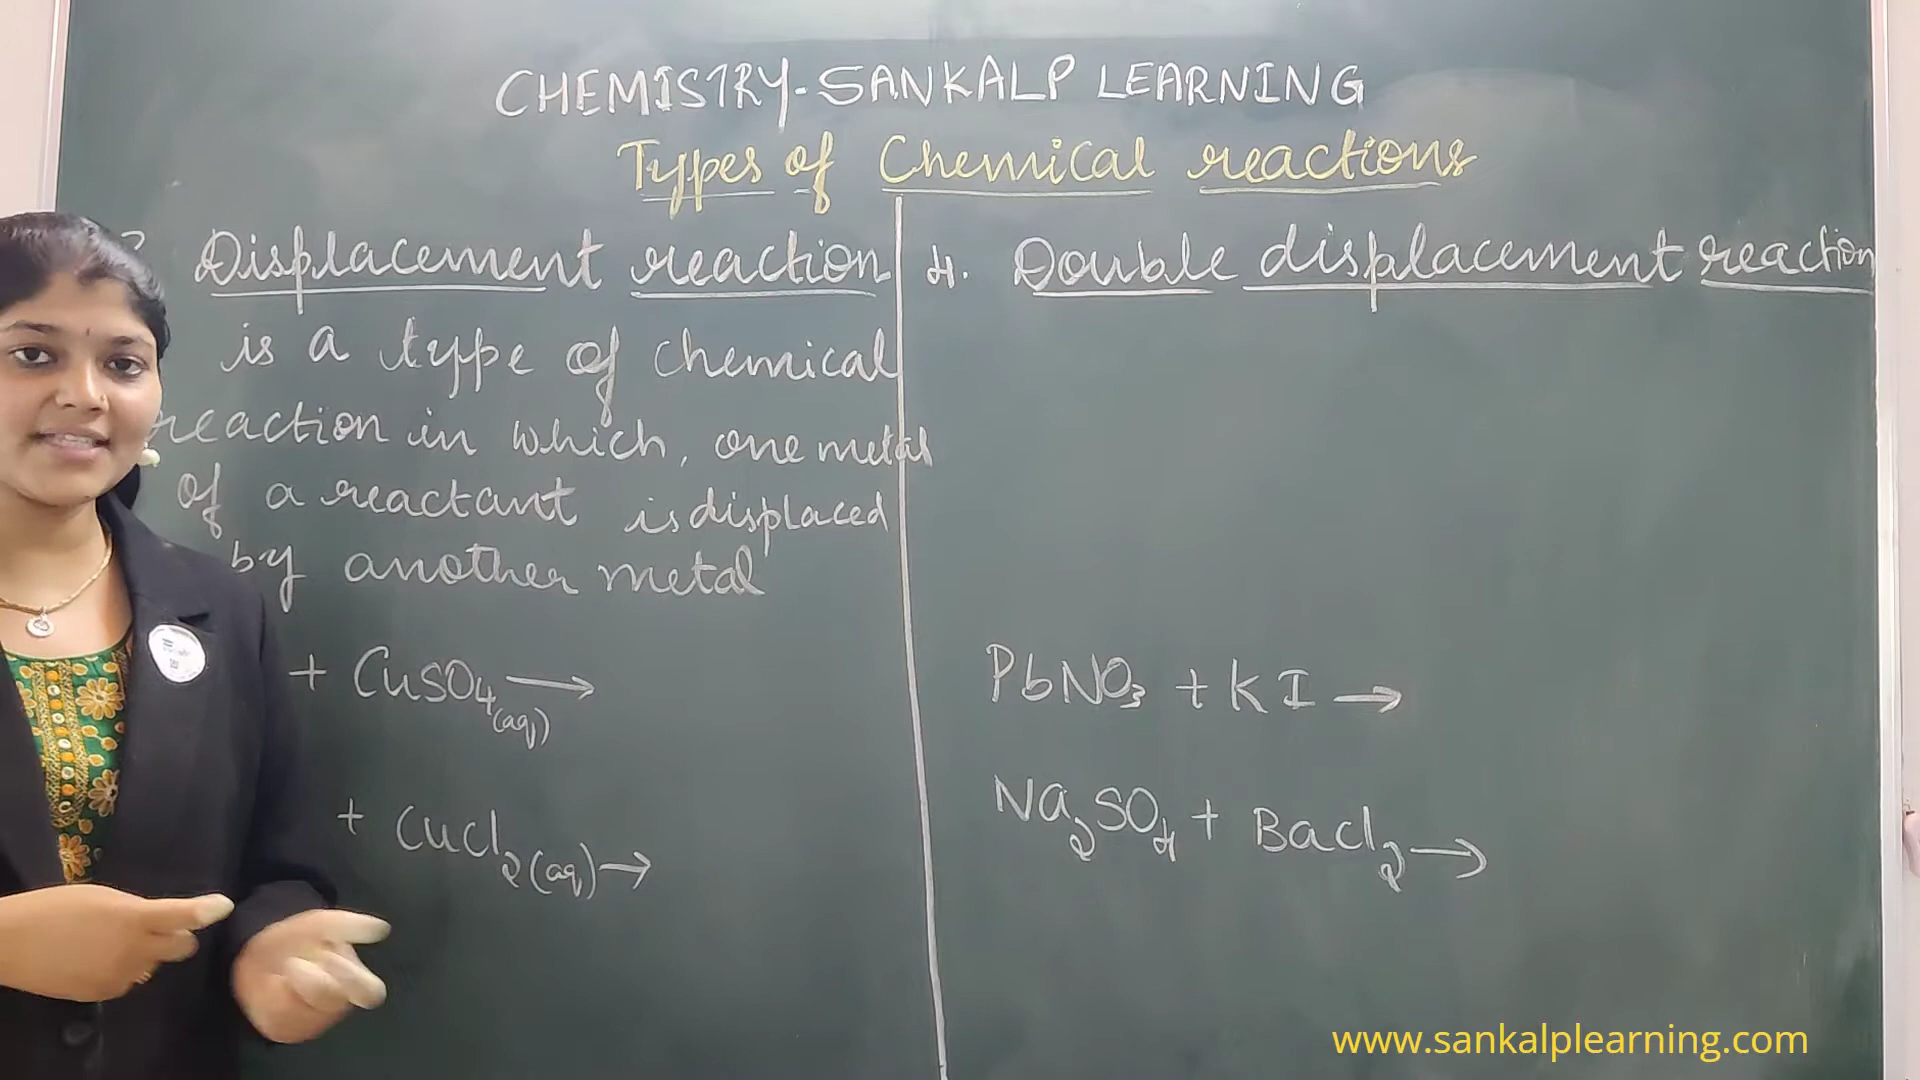 CHEMISTRY-SANKALP LEARNING
Types of Chemical reactions
Displacement reaction
is a type of chemical
reaction in which, one metal
of a reactant is displaced
by another metal
+ CuSO₄(aq) →
+ CuCl₂(aq) →
4. Double displacement reaction
PbNO₃ + KI →
Na₂SO₄ + BaCl₂ →
www.sankalplearning.com